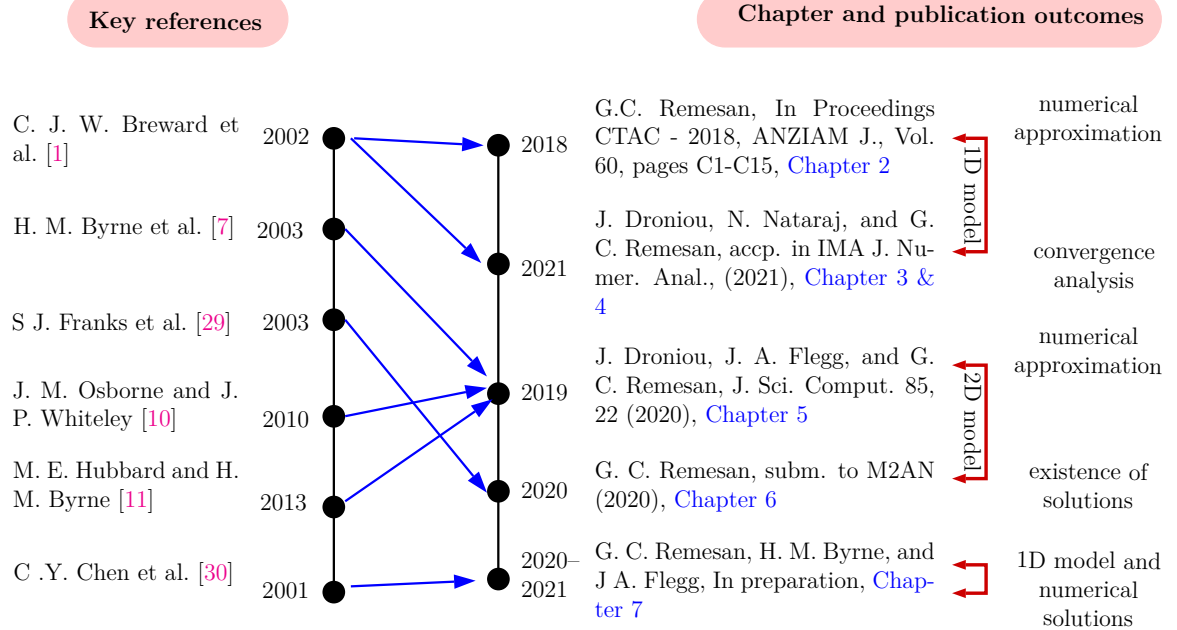 Key references
Chapter and publication outcomes
C. J. W. Breward et
al. [1]
H. M. Byrne et al. [7]
S J. Franks et al. [29]
J. M. Osborne and J.
P. Whiteley [10]
M. E. Hubbard and H.
M. Byrne [11]
C .Y. Chen et al. [30]
2002
2003
2003
2010
2013
2001
2018
2021
2019
2020
2020–
2021
G.C. Remesan, In Proceedings
CTAC - 2018, ANZIAM J., Vol.
60, pages C1-C15, Chapter 2
J. Droniou, N. Nataraj, and G.
C. Remesan, accp. in IMA J. Nu-
mer. Anal., (2021), Chapter 3 &
4
J. Droniou, J. A. Flegg, and G.
C. Remesan, J. Sci. Comput. 85,
22 (2020), Chapter 5
G. C. Remesan, subm. to M2AN
(2020), Chapter 6
G. C. Remesan, H. M. Byrne, and
J A. Flegg, In preparation, Chap-
ter 7
1D model
2D model
numerical
approximation
convergence
analysis
numerical
approximation
existence of
solutions
1D model and
numerical
solutions